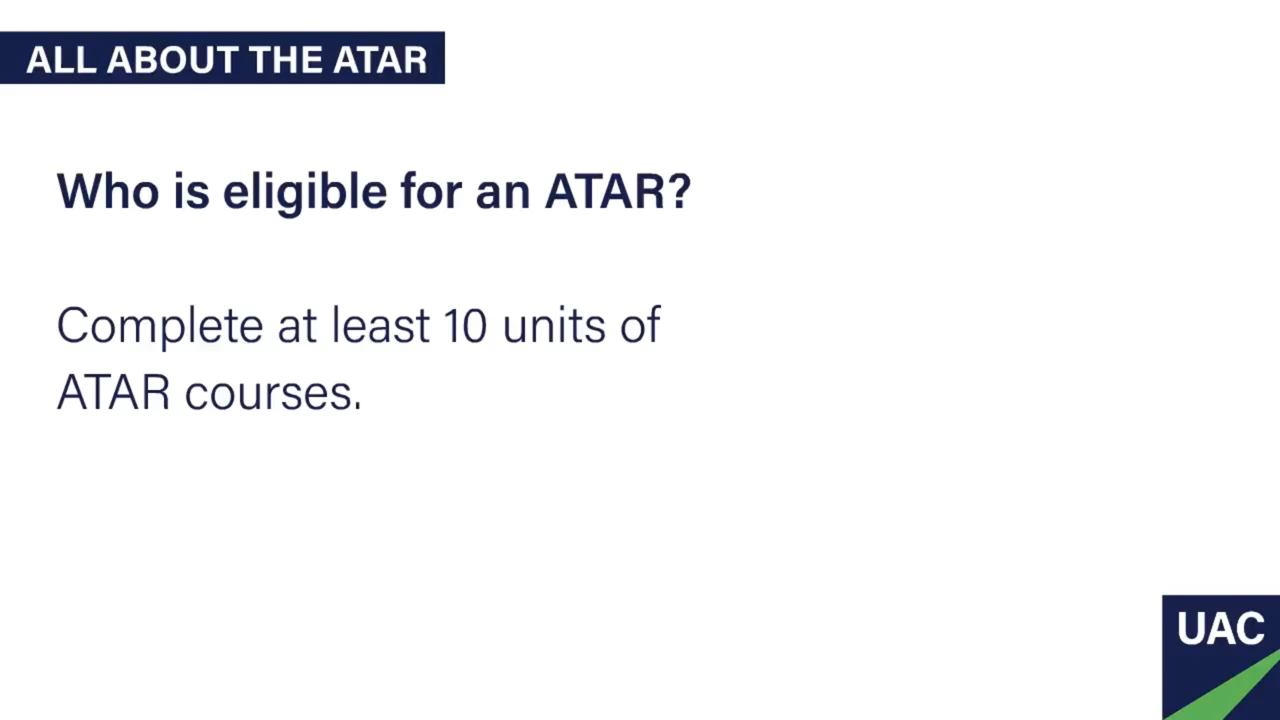 ALL ABOUT THE ATAR
Who is eligible for an ATAR?
Complete at least 10 units of
ATAR courses.
UAC